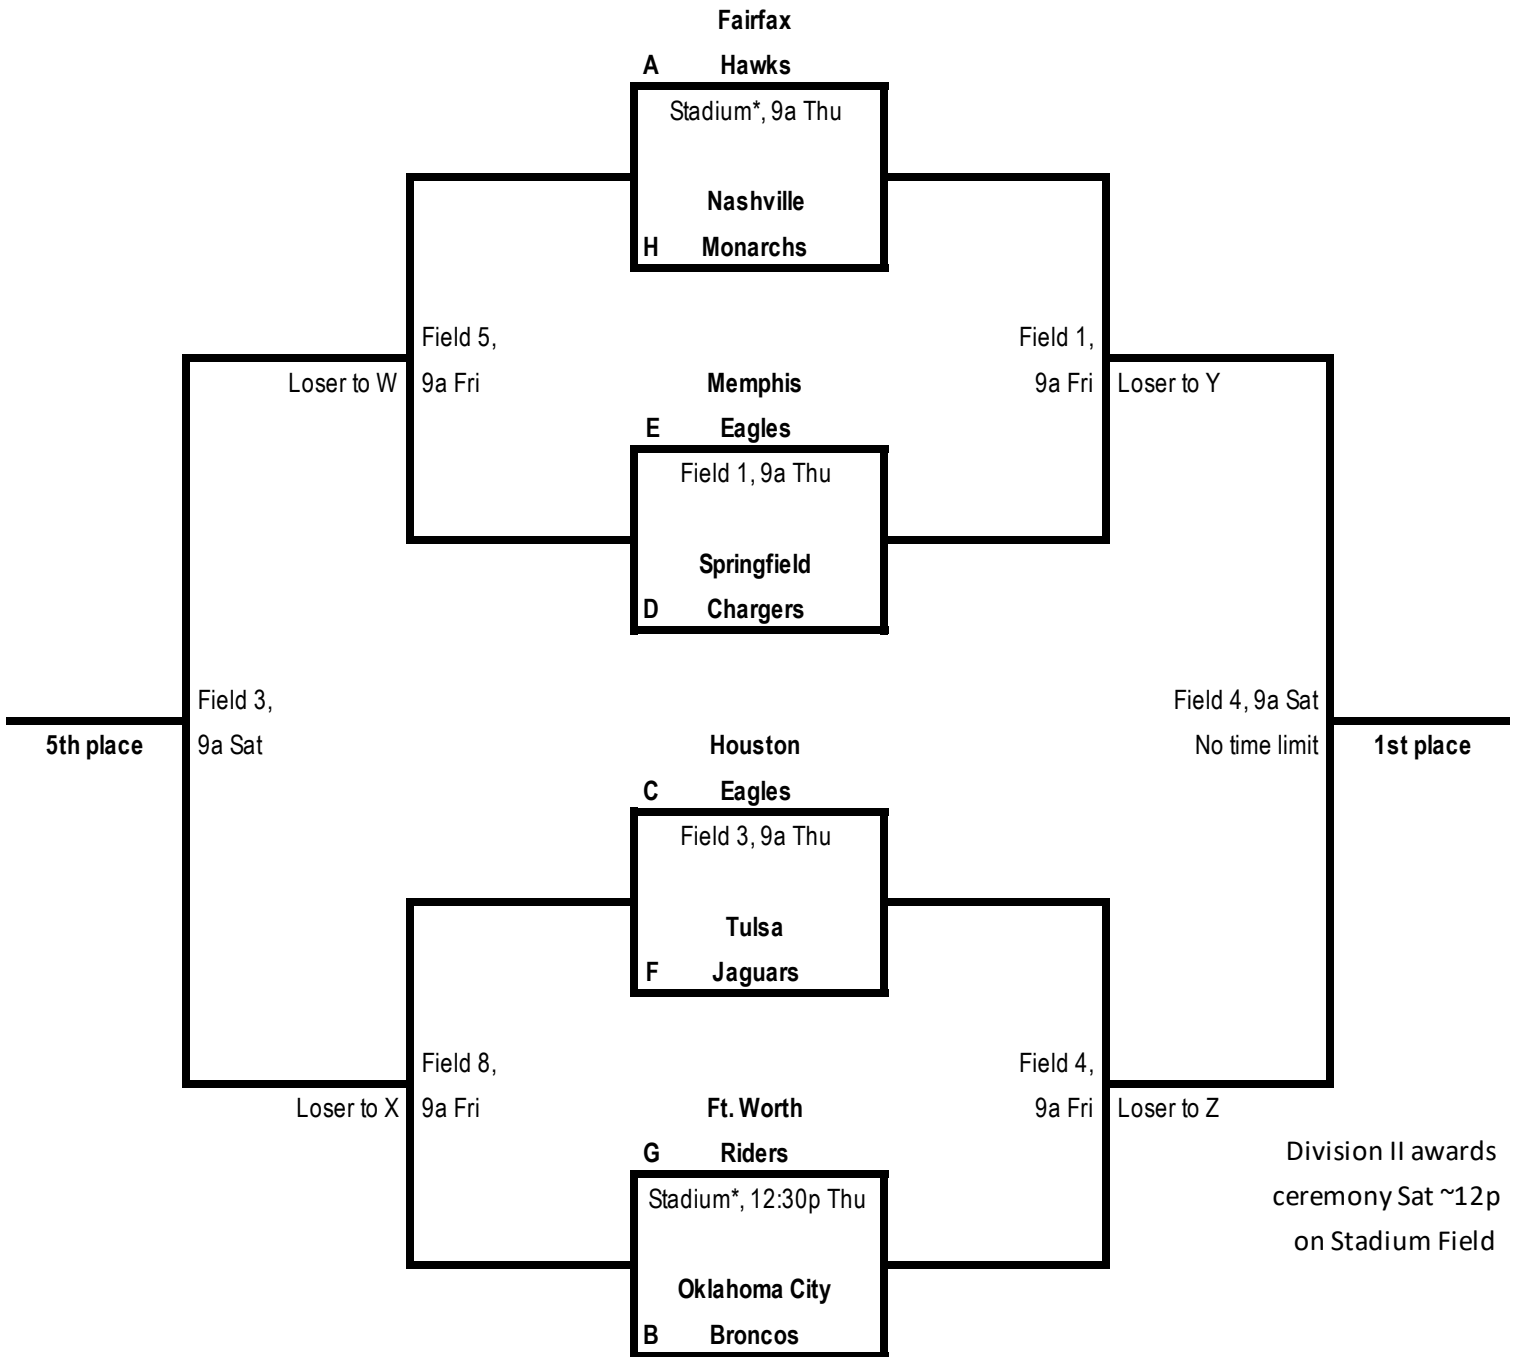 Fairfax
A Hawks
Stadium*, 9a Thu
Nashville
H Monarchs
Field 5,
9a Fri
Loser to W
Field 1,
9a Fri
Loser to Y
Memphis
E Eagles
Field 1, 9a Thu
Springfield
D Chargers
Field 3,
9a Sat
5th place
Field 4, 9a Sat
No time limit
1st place
Houston
C Eagles
Field 3, 9a Thu
Tulsa
F Jaguars
Field 8,
9a Fri
Loser to X
Field 4,
9a Fri
Loser to Z
Ft. Worth
G Riders
Stadium*, 12:30p Thu
Oklahoma City
B Broncos
Division II awards
ceremony Sat ~12p
on Stadium Field